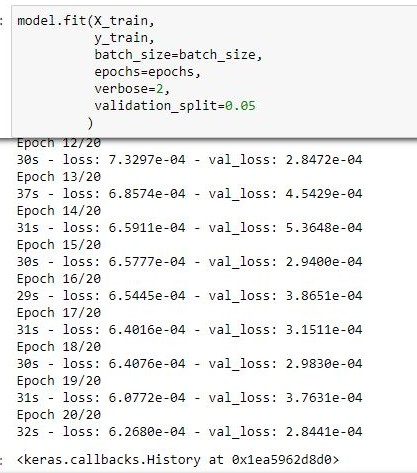 : model.fit(X_train,
y_train,
batch_size=batch_size,
epochs=epochs,
verbose=2,
validation_split=0.05
)
Epoch 12/20
30s - loss: 7.3297e-04 - val_loss: 2.8472e-04
Epoch 13/20
37s - loss: 6.8574e-04 - val_loss: 4.5429e-04
Epoch 14/20
31s - loss: 6.5911e-04 - val_loss: 5.3648e-04
Epoch 15/20
30s - loss: 6.5777e-04 - val_loss: 2.9400e-04
Epoch 16/20
29s - loss: 6.5445e-04 - val_loss: 3.8651e-04
Epoch 17/20
31s - loss: 6.4016e-04 - val_loss: 3.1511e-04
Epoch 18/20
30s - loss: 6.4076e-04 - val_loss: 2.9830e-04
Epoch 19/20
31s - loss: 6.0772e-04 - val_loss: 3.7631e-04
Epoch 20/20
32s - loss: 6.2680e-04 - val_loss: 2.8441e-04
: <keras.callbacks.History at 0x1ea5962d8d0>